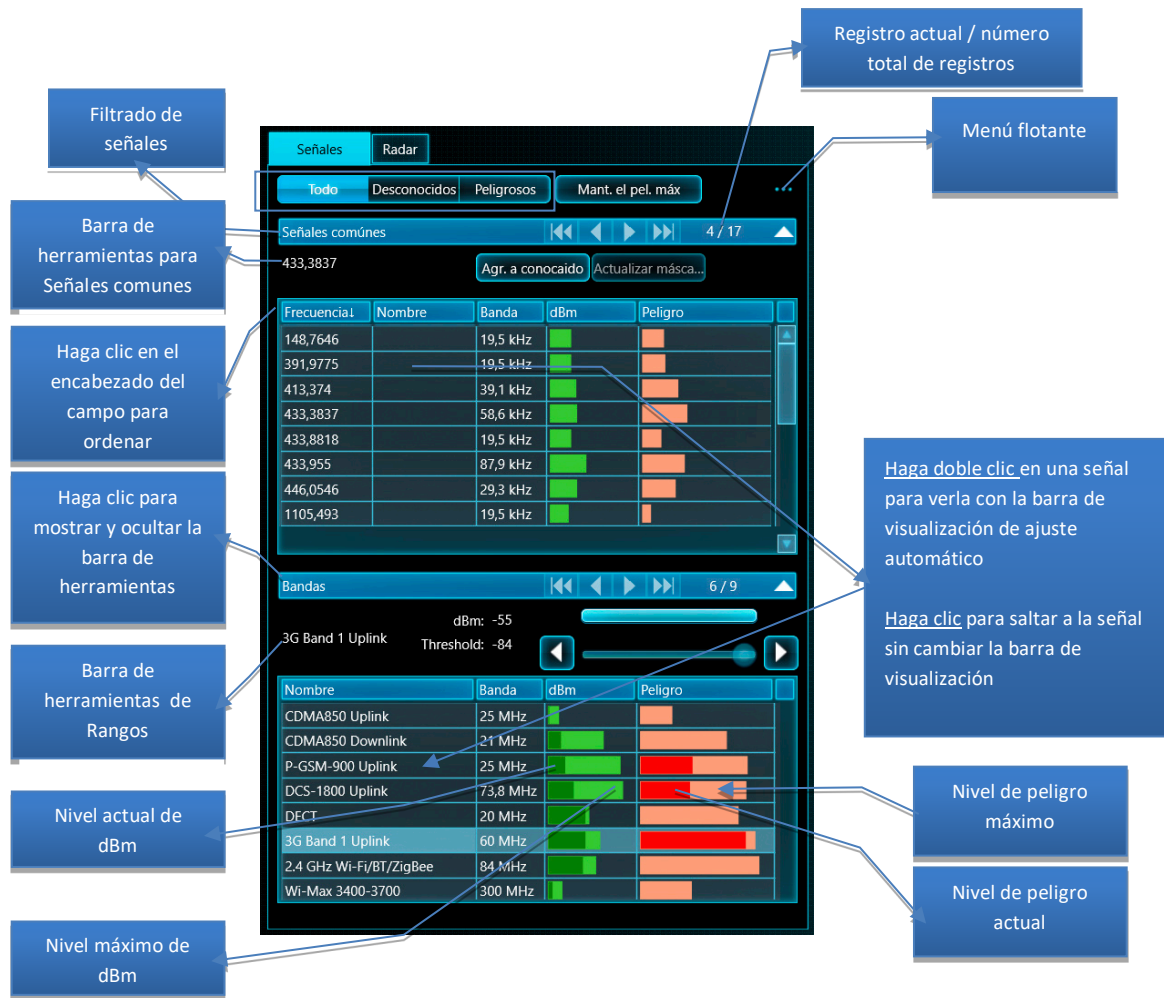 Registro actual / número
total de registros
Filtrado de
señales
Menú flotante
Señales
Radar
Todo
Desconocidos
Peligrosos
Mant. el pel. máx
...
Barra de
herramientas para
Señales comunes
Señales comúnes
4 / 17
433,3837
Agr. a conocaido
Actualizar másca...
Haga clic en el
encabezado del
campo para
ordenar
Frecuencia↓ Nombre Banda dBm Peligro
148,7646 19,5 kHz
391,9775 19,5 kHz
413,374 39,1 kHz
433,3837 58,6 kHz
433,8818 19,5 kHz
433,955 87,9 kHz
446,0546 29,3 kHz
1105,493 19,5 kHz
Haga clic para
mostrar y ocultar la
barra de
herramientas
Haga doble clic en una señal
para verla con la barra de
visualización de ajuste
automático
Haga clic para saltar a la señal
sin cambiar la barra de
visualización
Bandas
6 / 9
dBm: -55
3G Band 1 Uplink
Threshold: -84
Barra de
herramientas de
Rangos
Nombre Banda dBm Peligro
CDMA850 Uplink 25 MHz
CDMA850 Downlink 21 MHz
P-GSM-900 Uplink 25 MHz
DCS-1800 Uplink 73,8 MHz
DECT 20 MHz
3G Band 1 Uplink 60 MHz
2.4 GHz Wi-Fi/BT/ZigBee 84 MHz
Wi-Max 3400-3700 300 MHz
Nivel actual de
dBm
Nivel de peligro
máximo
Nivel de peligro
actual
Nivel máximo de
dBm